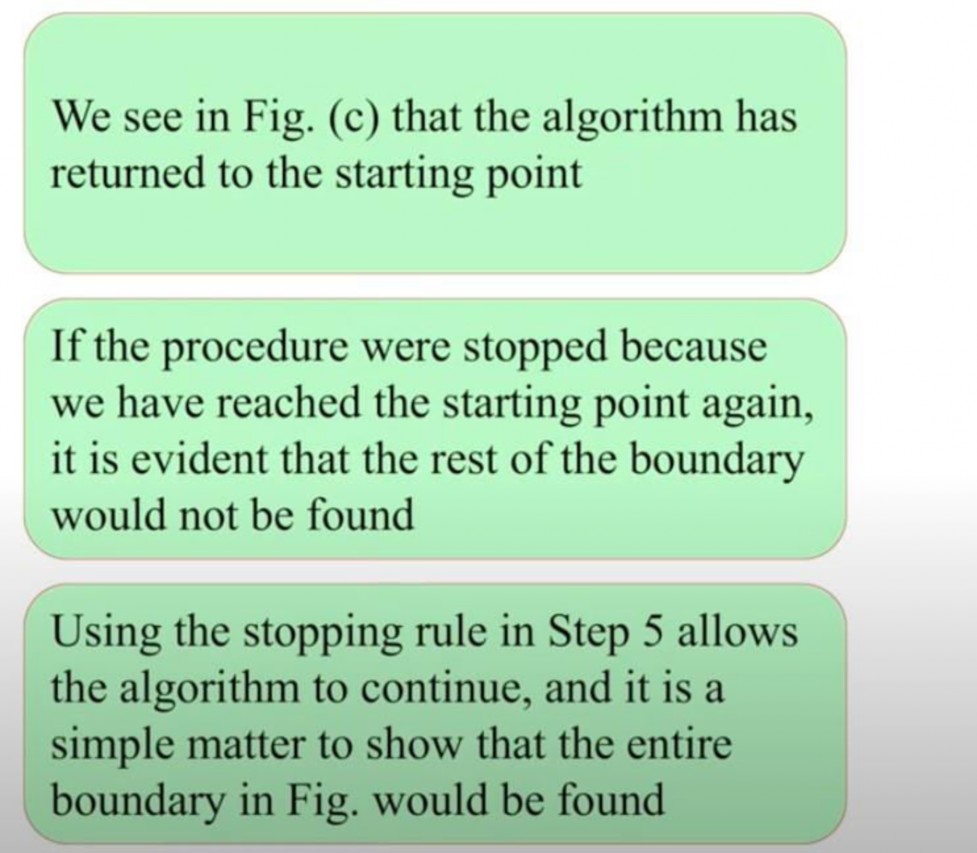 We see in Fig. (c) that the algorithm has
returned to the starting point
If the procedure were stopped because
we have reached the starting point again,
it is evident that the rest of the boundary
would not be found
Using the stopping rule in Step 5 allows
the algorithm to continue, and it is a
simple matter to show that the entire
boundary in Fig. would be found